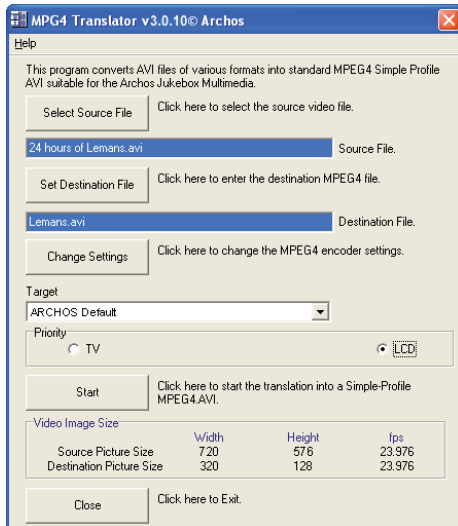 MPG4 Translator v3.0.10© Archos
Help
This program converts AVI files of various formats into standard MPEG4 Simple Profile
AVI suitable for the Archos Jukebox Multimedia.
Select Source File
Click here to select the source video file.
24 hours of Lemans.avi
Source File.
Set Destination File
Click here to enter the destination MPEG4 file.
Lemans.avi
Destination File.
Change Settings
Click here to change the MPEG4 encoder settings.
Target
ARCHOS Default
Priority
TV
LCD
Start
Click here to start the translation into a Simple-Profile
MPEG4.AVI.
Video Image Size
Width Height fps
Source Picture Size 720 576 23.976
Destination Picture Size 320 128 23.976
Close
Click here to Exit.